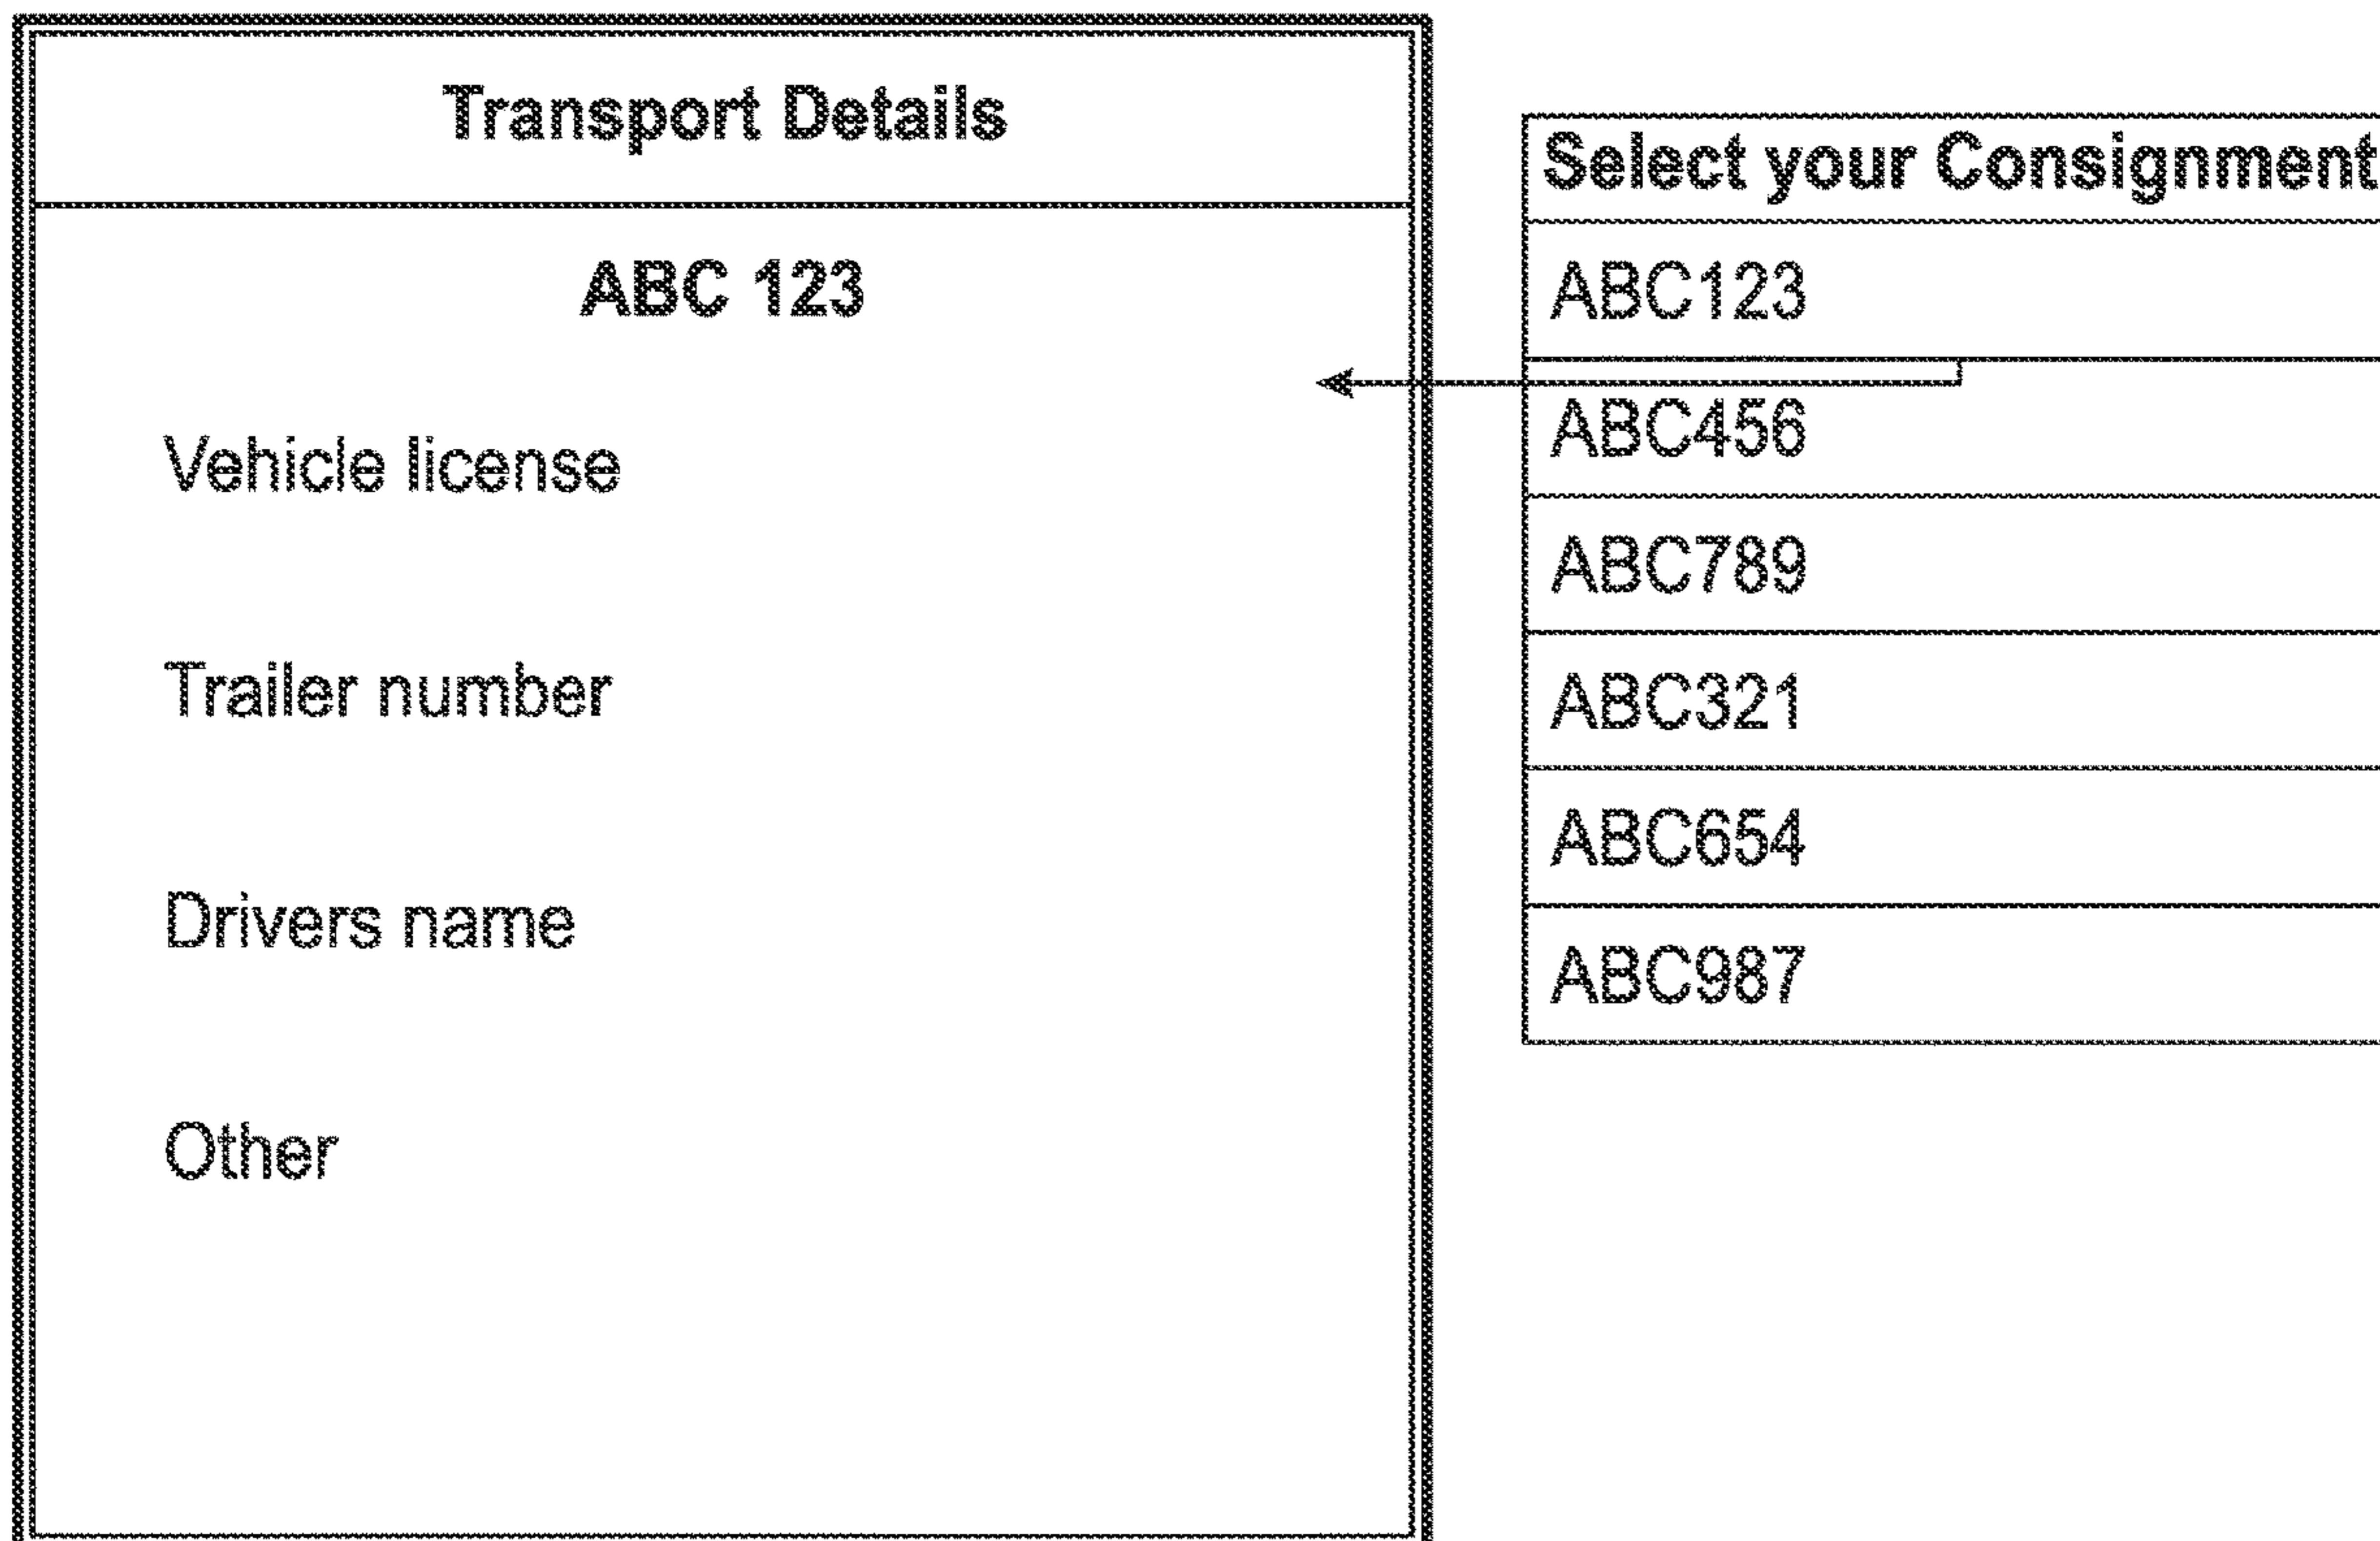 Transport Details
ABC 123
Vehicle license
Trailer number
Drivers name
Other
Select your Consignment
ABC123
ABC456
ABC789
ABC321
ABC654
ABC987